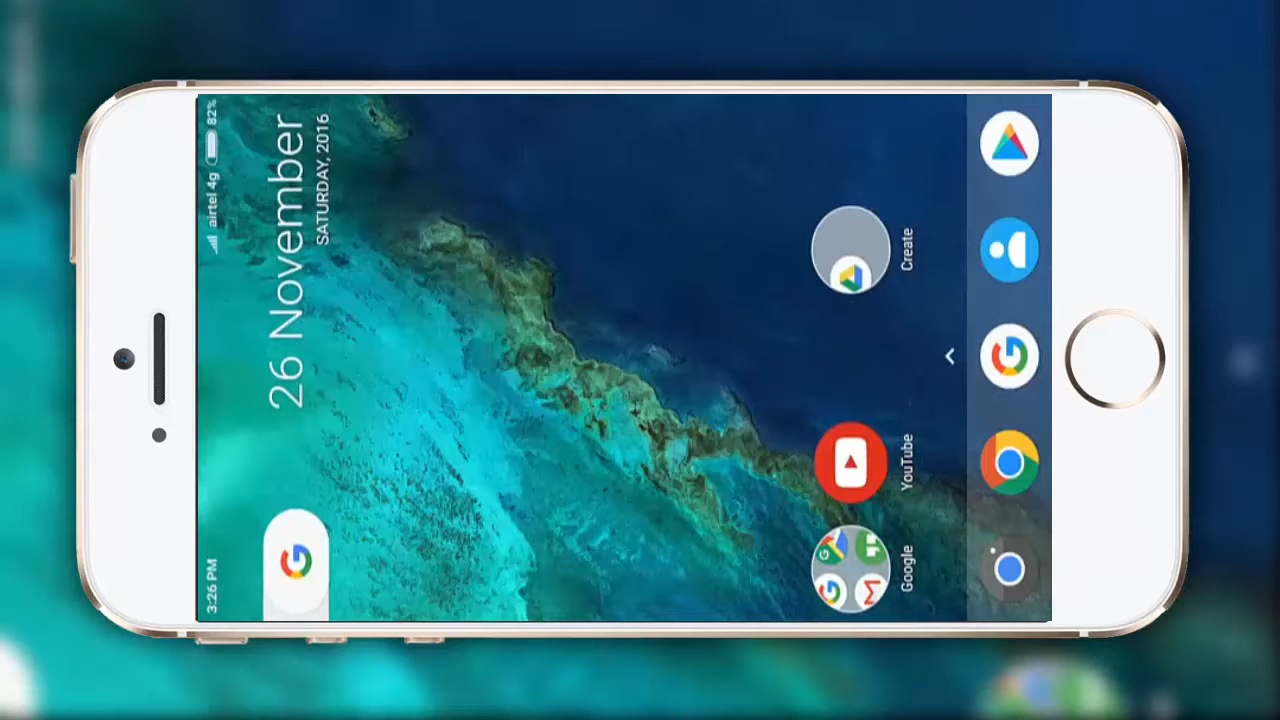 3:26 PM
airtel 4g 82%
26 November
SATURDAY, 2016
YouTube
Create
Google